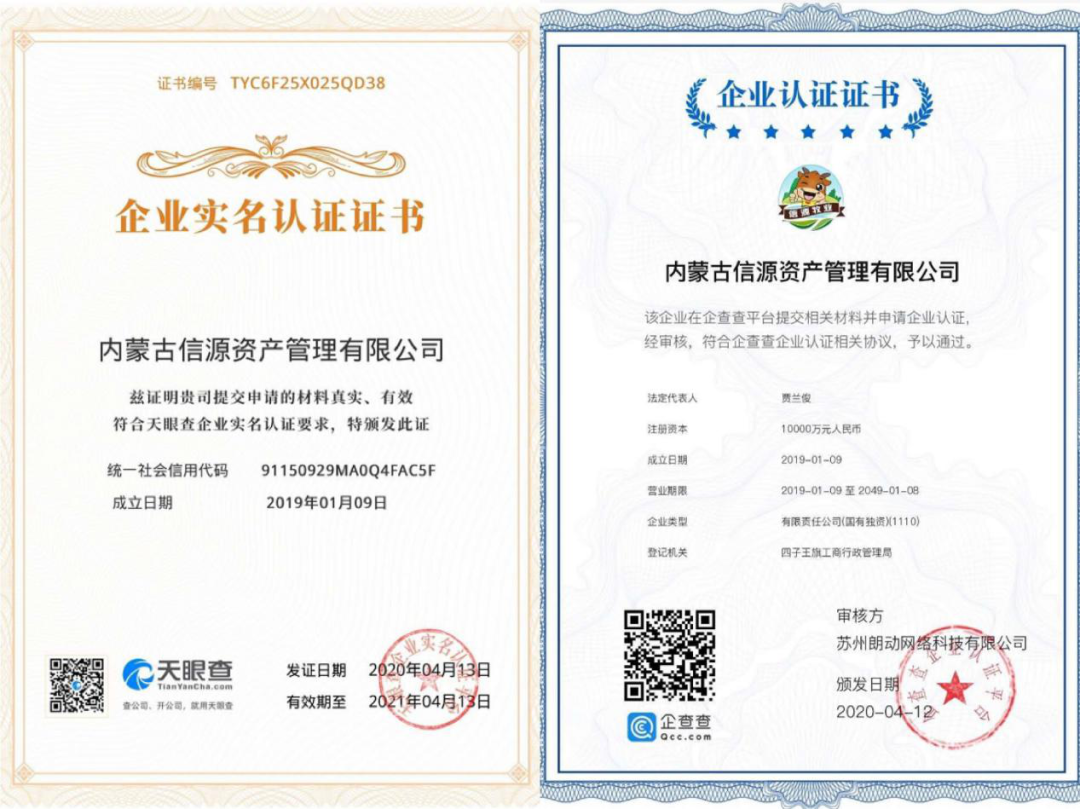 证书编号 TYC6F25X025QD38
企业实名认证证书
内蒙古信源资产管理有限公司
兹证明贵司提交申请的材料真实、有效
符合天眼查企业实名认证要求，特颁发此证
统一社会信用代码 91150929MA0Q4FAC5F
成立日期 2019年01月09日
天眼查
TianYanCha.com
查公司、开公司，就用天眼查
发证日期 2020年04月13日
有效期至 2021年04月13日
企业认证证书
信源牧业
内蒙古信源资产管理有限公司
该企业在企查查平台提交相关材料并申请企业认证，
经审核，符合企查查企业认证相关协议，予以通过。
法定代表人 贾兰俊
注册资本 10000万元人民币
成立日期 2019-01-09
营业期限 2019-01-09 至 2049-01-08
企业类型 有限责任公司(国有独资)(1110)
登记机关 四子王旗工商行政管理局
企查查
Qcc.com
审核方
苏州朗动网络科技有限公司
颁发日期
2020-04-12
企查查企业认证平台